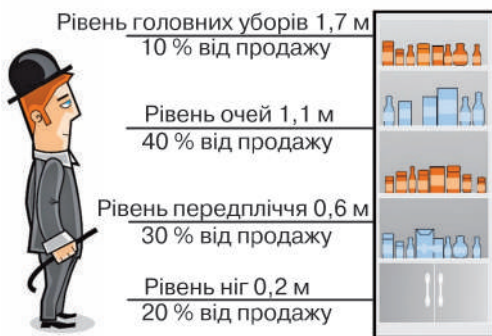 Рівень головних уборів 1,7 м
10 % від продажу
Рівень очей 1,1 м
40 % від продажу
Рівень передпліччя 0,6 м
30 % від продажу
Рівень ніг 0,2 м
20 % від продажу